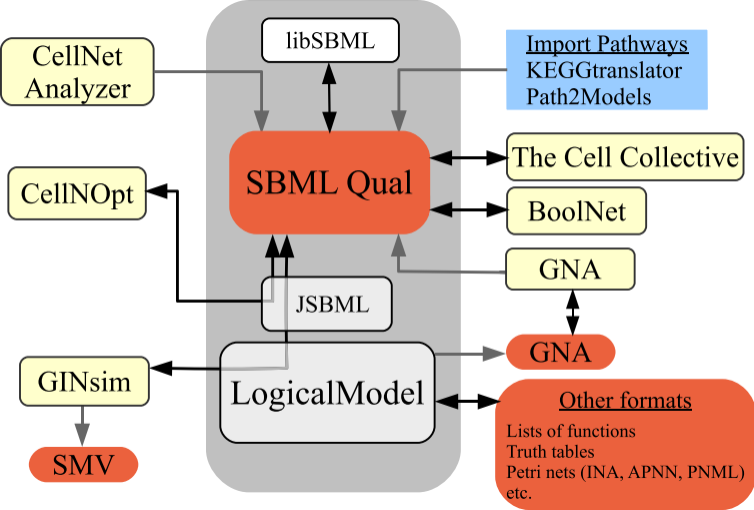 libSBML
CellNet
Analyzer
Import Pathways
KEGGtranslator
Path2Models
The Cell Collective
SBML Qual
CellNOpt
BoolNet
GNA
JSBML
GNA
GINsim
LogicalModel
Other formats
Lists of functions
Truth tables
Petri nets (INA, APNN, PNML)
etc.
SMV